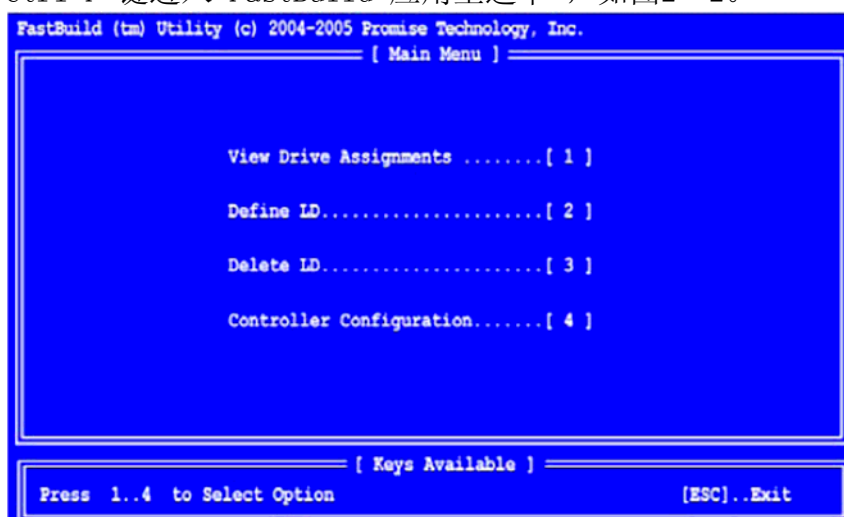 FastBuild (tm) Utility (c) 2004-2005 Promise Technology, Inc.
[ Main Menu ]
View Drive Assignments ........[ 1 ]
Define LD......................[ 2 ]
Delete LD......................[ 3 ]
Controller Configuration.......[ 4 ]
[ Keys Available ]
Press 1..4 to Select Option [ESC]..Exit